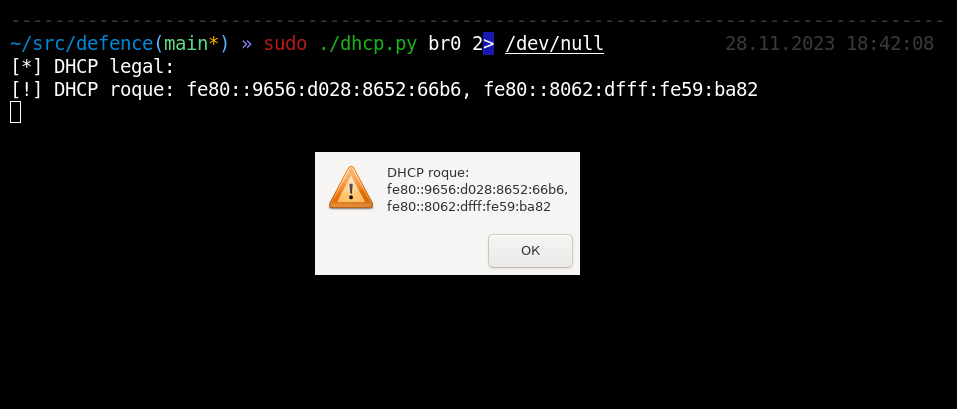 ~/src/defence(main*) » sudo ./dhcp.py br0 2> /dev/null 28.11.2023 18:42:08
[*] DHCP legal:
[!] DHCP roque: fe80::9656:d028:8652:66b6, fe80::8062:dfff:fe59:ba82
DHCP roque:
fe80::9656:d028:8652:66b6,
fe80::8062:dfff:fe59:ba82
OK